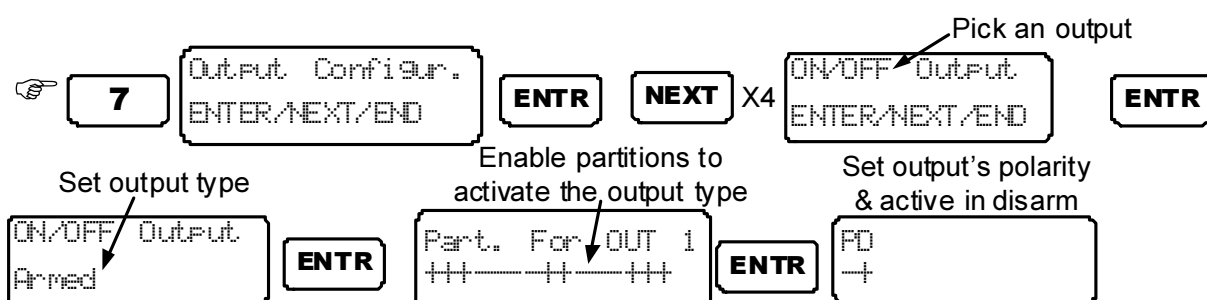 Pick an output
☞ 7 Output Configur. ENTER/NEXT/END ENTR NEXT X4 ON/OFF Output ENTER/NEXT/END ENTR
Set output type
Enable partitions to
activate the output type
Set output's polarity
& active in disarm
ON/OFF Output
Armed
ENTR
Part. For OUT 1
+++-----++-----+++
ENTR
PD
-+